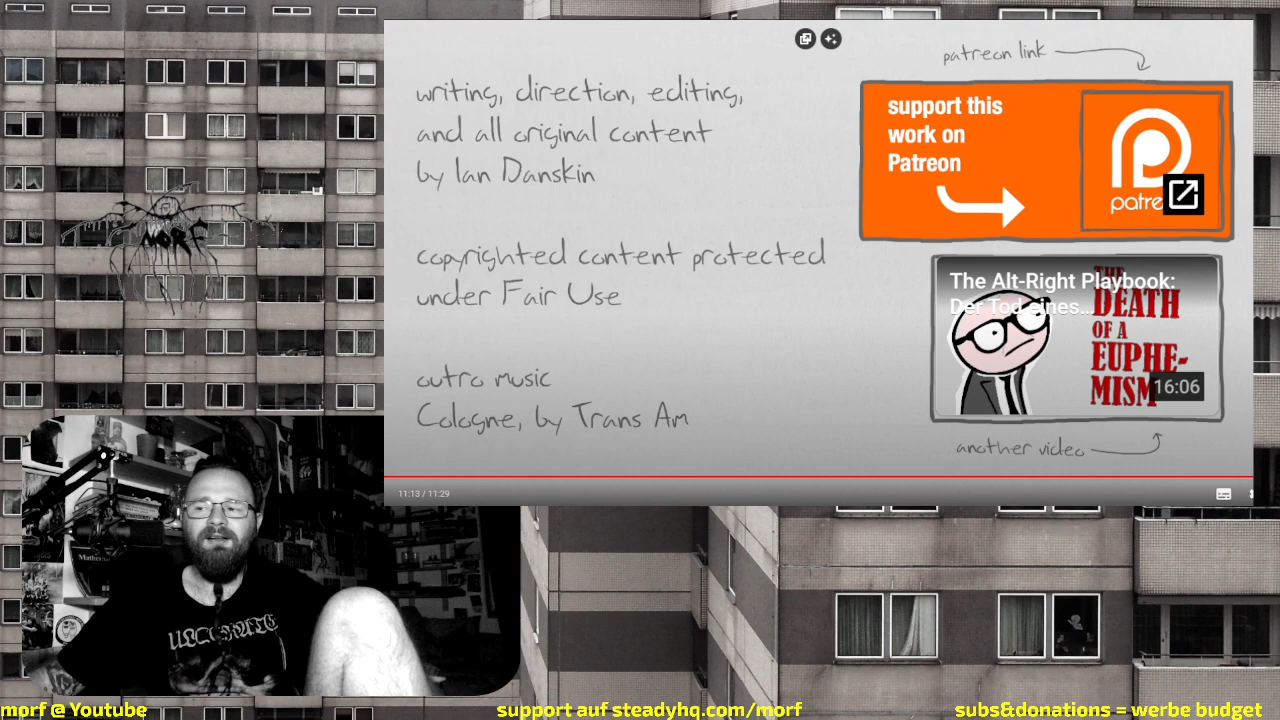 patreon link
writing, direction, editing,
and all original content
by Ian Danskin
support this
work on
Patreon
copyrighted content protected
under Fair Use
The Alt-Right Playbook:
Der Tod eines…
THE
DEATH
OF A
EUPHE-
MISM
16:06
outro music
Cologne, by Trans Am
another video
11:13 / 11:29
MORF
morf @ Youtube
support auf steadyhq.com/morf
subs&donations = werbe budget